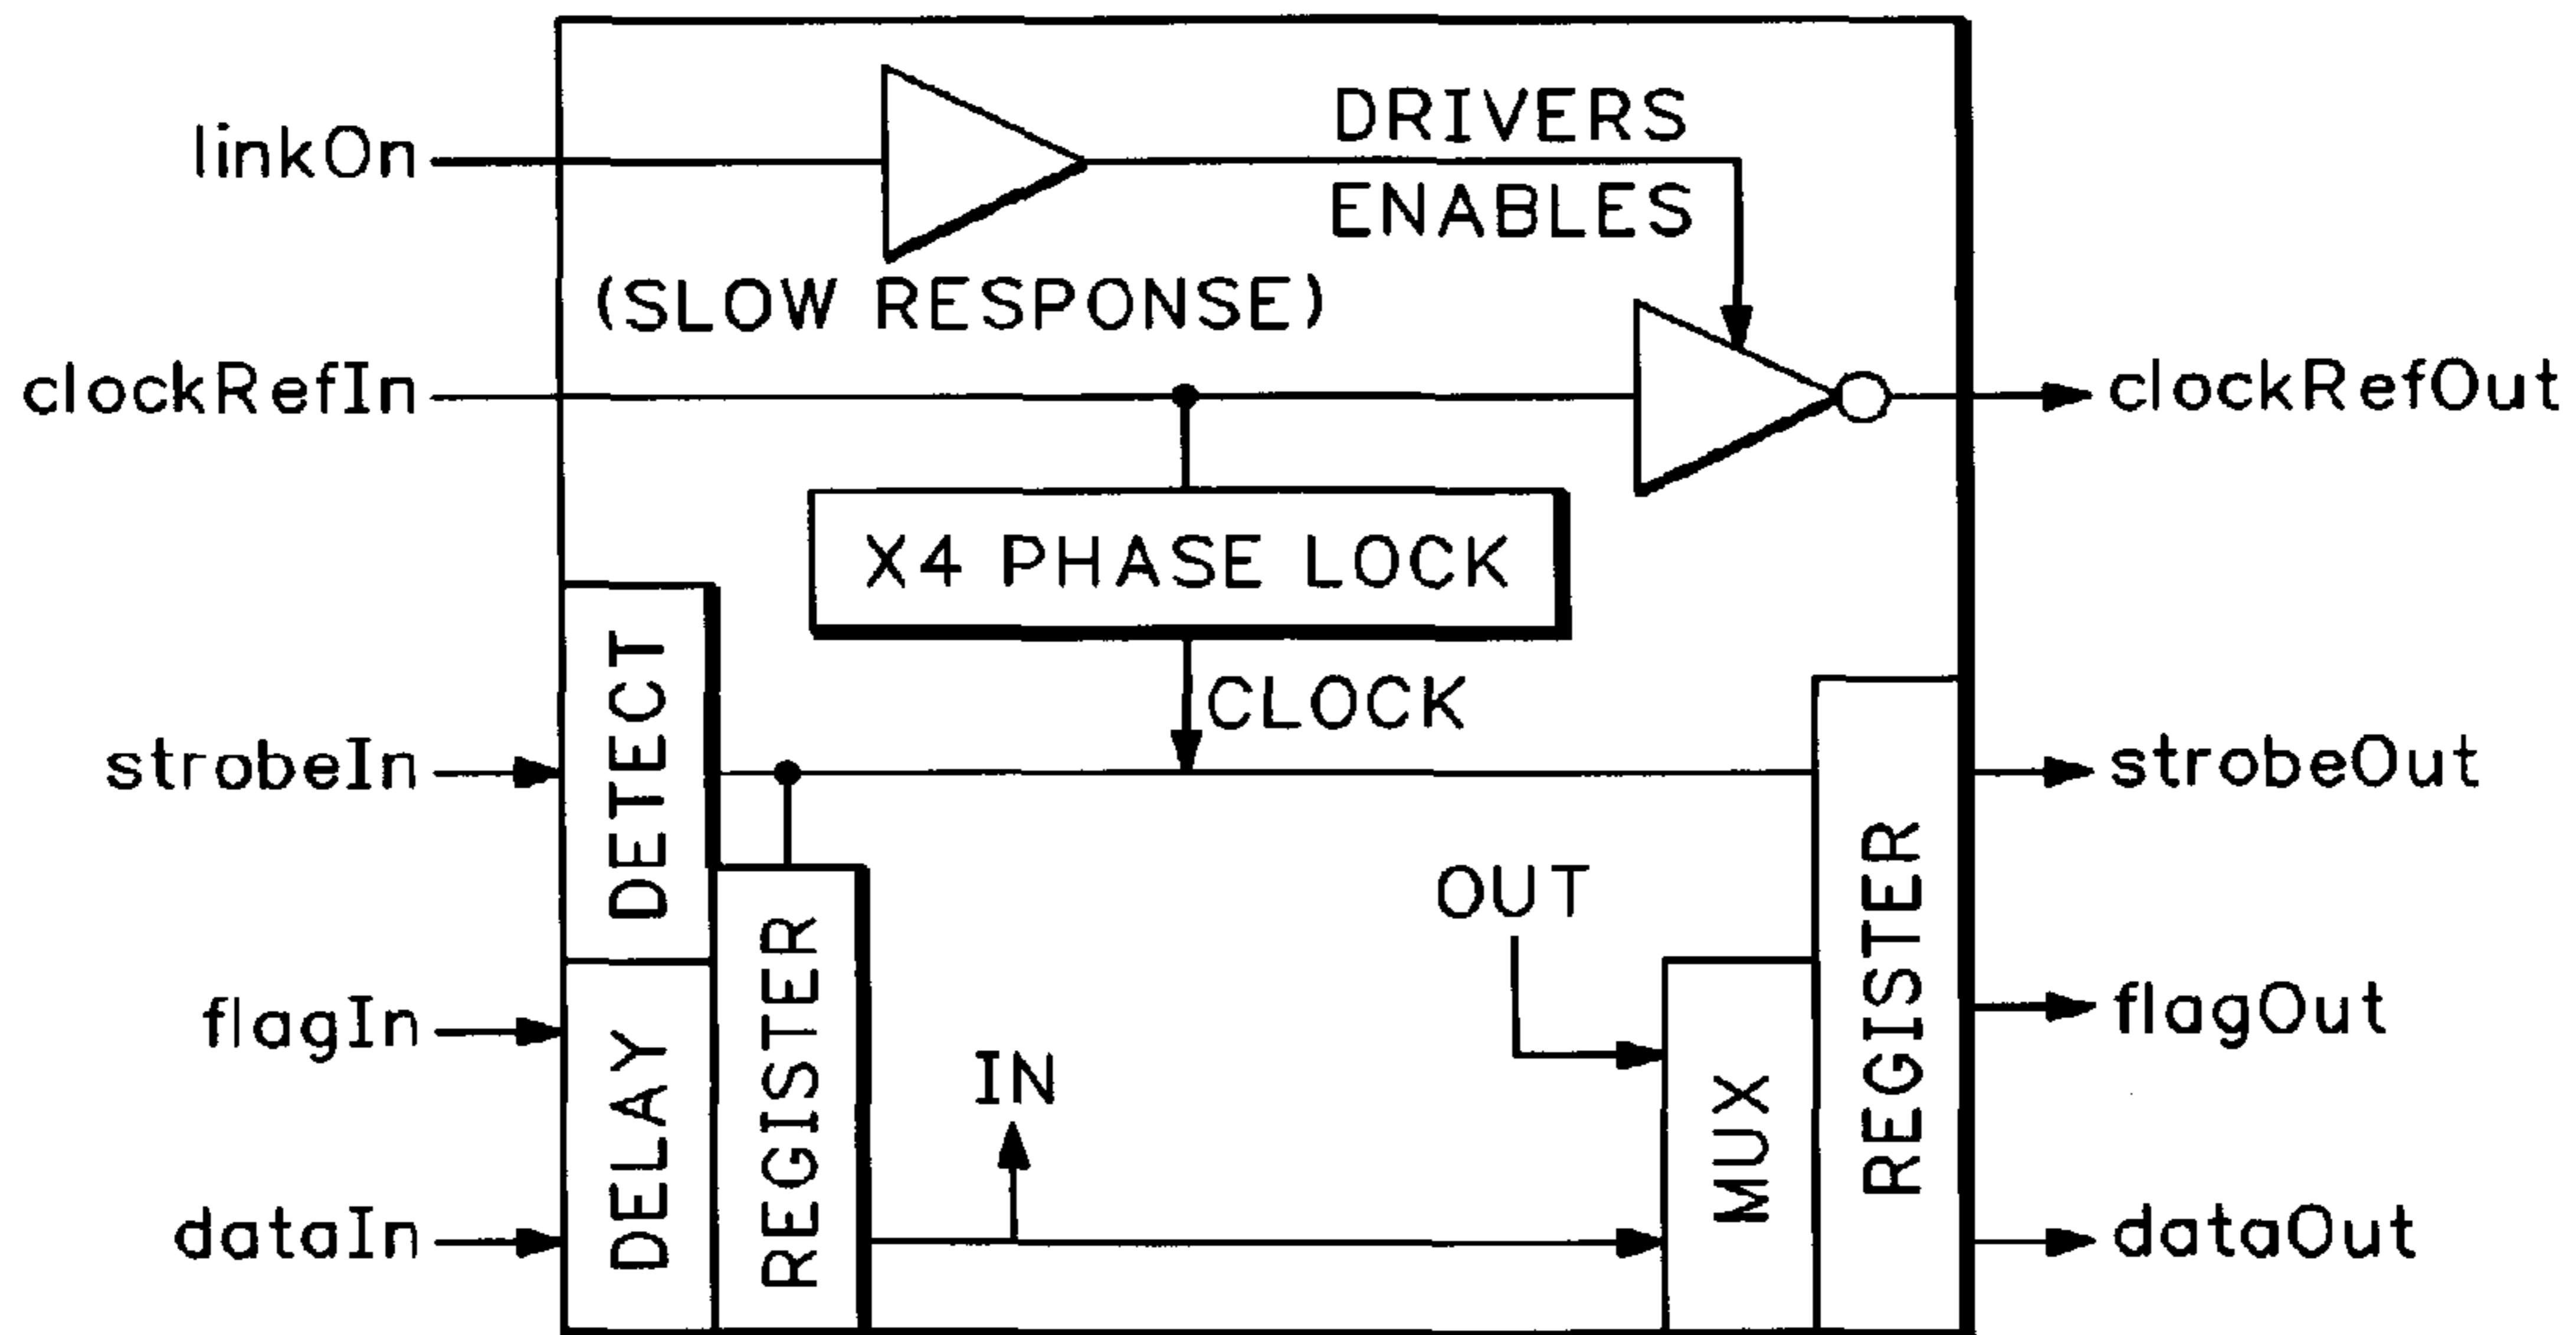 linkOn
DRIVERS
ENABLES
(SLOW RESPONSE)
clockRefIn
clockRefOut
X4 PHASE LOCK
CLOCK
DETECT
strobeIn
strobeOut
OUT
REGISTER
REGISTER
flagIn
flagOut
IN
DELAY
MUX
dataIn
dataOut